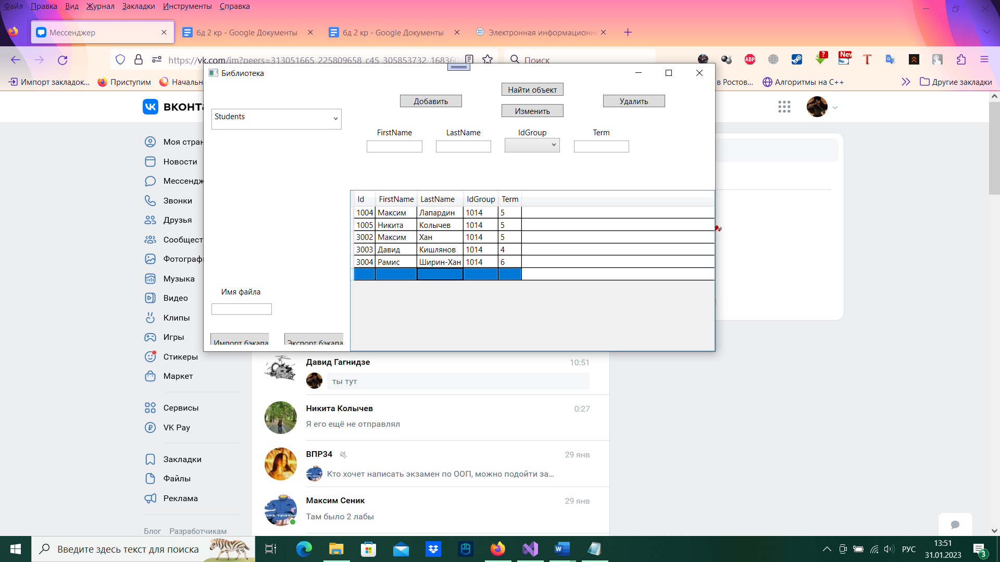 Файл Правка Вид Журнал Закладки Инструменты Справка
Мессенджер
бд 2 кр - Google Документы
бд 2 кр - Google Документы
Электронная информационно
https://vk.com/im?peers=313051665_225809658_c45_305853732_168360
Поиск
ABP
?
New
Импорт закладок...
Приступим
Начальн
в Ростов...
Алгоритмы на C++
Другие закладки
Библиотека
Найти объект
Добавить
Удалить
Изменить
Students
FirstName LastName IdGroup Term
Id FirstName LastName IdGroup Term
1004 Максим Лапардин 1014 5
1005 Никита Колычев 1014 5
3002 Максим Хан 1014 5
3003 Давид Кишлянов 1014 4
3004 Рамис Ширин-Хан 1014 6
Имя файла
Импорт бэкапа
Экспорт бэкапа
ВКОНТА
Моя стран
Новости
Мессендж
Звонки
Друзья
Сообщест
Фотограф
Музыка
Видео
Клипы
Игры
Стикеры
Маркет
Сервисы
VK Pay
Закладки
Файлы
Реклама
Блог Разработчикам
Давид Гагнидзе 10:51
ты тут
Никита Колычев 0:27
Я его ещё не отправлял
ВПР34 29 янв
Кто хочет написать экзамен по ООП, можно подойти за...
Максим Сеник 29 янв
Там было 2 лабы
Введите здесь текст для поиска
РУС
13:51
31.01.2023
3